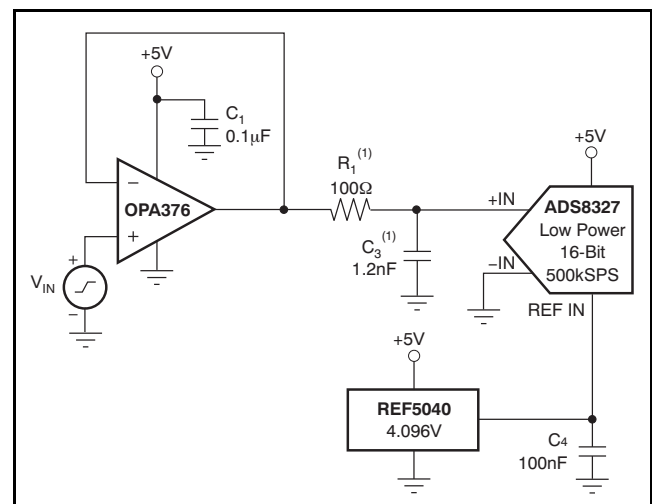 +5V
C1
0.1μF
−
OPA376
+
+
VIN
−
R1(1)
100Ω
C3(1)
1.2nF
+5V
+IN
ADS8327
Low Power
16-Bit
500kSPS
−IN
REF IN
+5V
REF5040
4.096V
C4
100nF